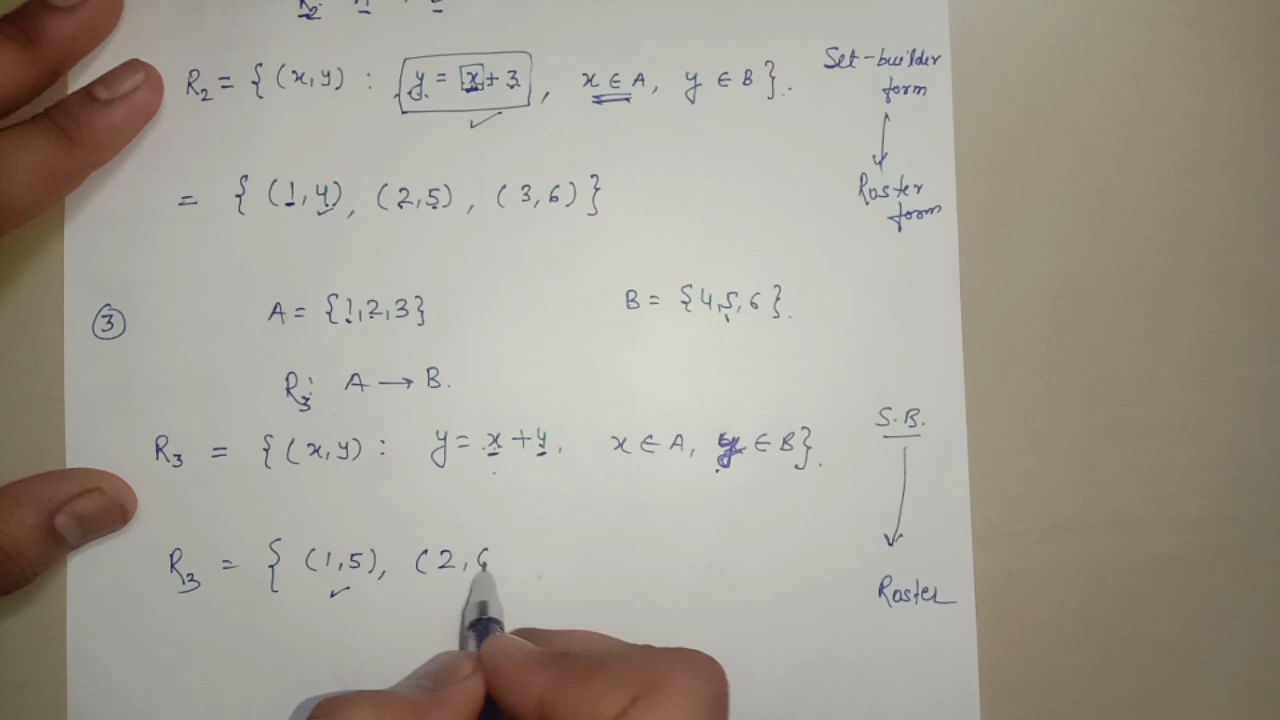 R₂ = { (x,y) : y = x + 3 , x ∈ A, y ∈ B }.
Set-builder
form
= { (1,4), (2,5), (3,6) }
Roster
form
③ A = {1,2,3} B = {4,5,6}.
R₃: A → B.
R₃ = { (x,y) : y = x + 4, x ∈ A, y ∈ B }.
S.B.
R₃ = { (1,5), (2,6
Roster